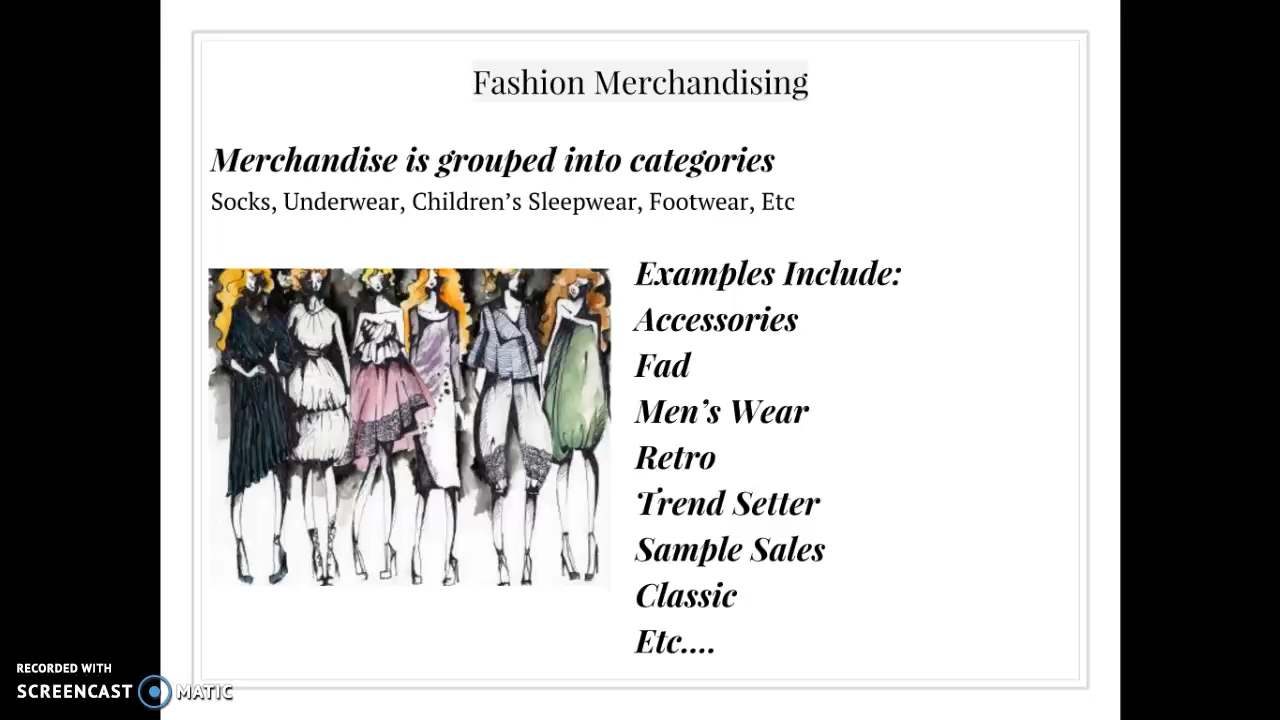 Fashion Merchandising
Merchandise is grouped into categories
Socks, Underwear, Children’s Sleepwear, Footwear, Etc
Examples Include:
Accessories
Fad
Men’s Wear
Retro
Trend Setter
Sample Sales
Classic
Etc....
RECORDED WITH
SCREENCAST MATIC